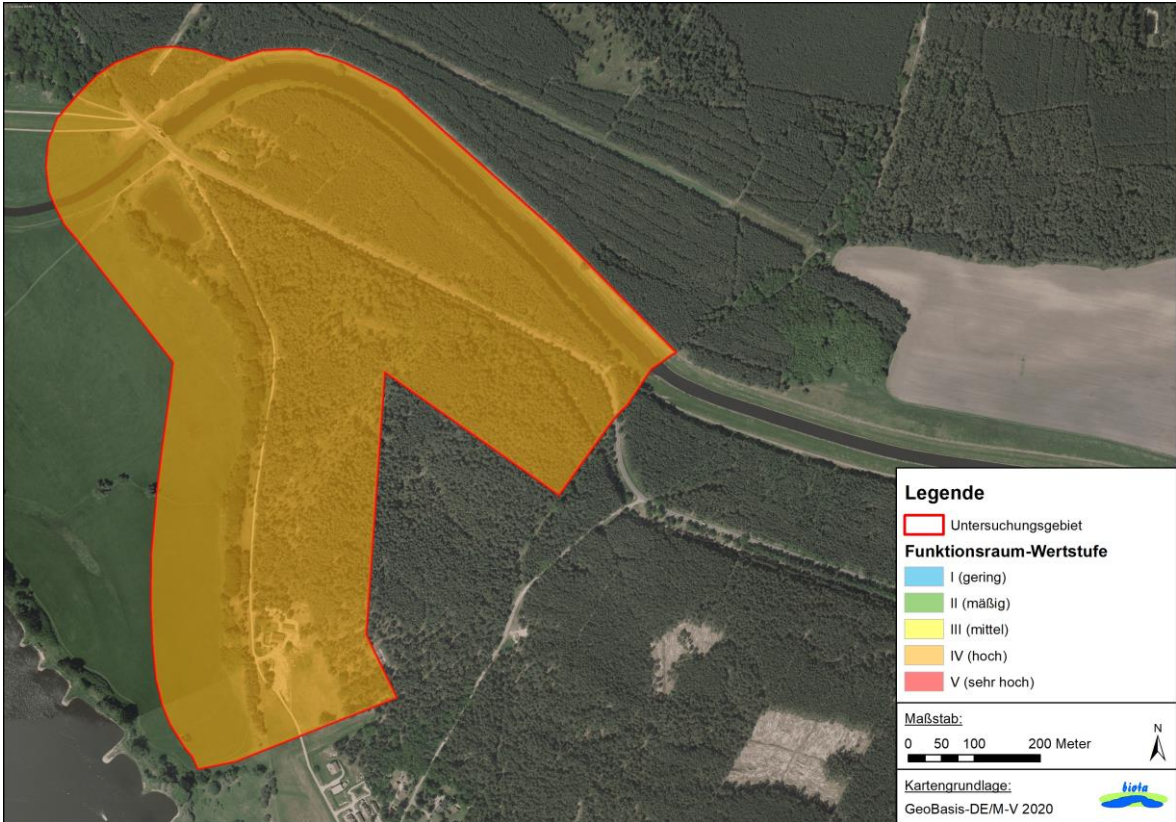 Legende
Untersuchungsgebiet
Funktionsraum-Wertstufe
I (gering)
II (mäßig)
III (mittel)
IV (hoch)
V (sehr hoch)
Maßstab:
0 50 100 200 Meter
N
Kartengrundlage:
GeoBasis-DE/M-V 2020
biota